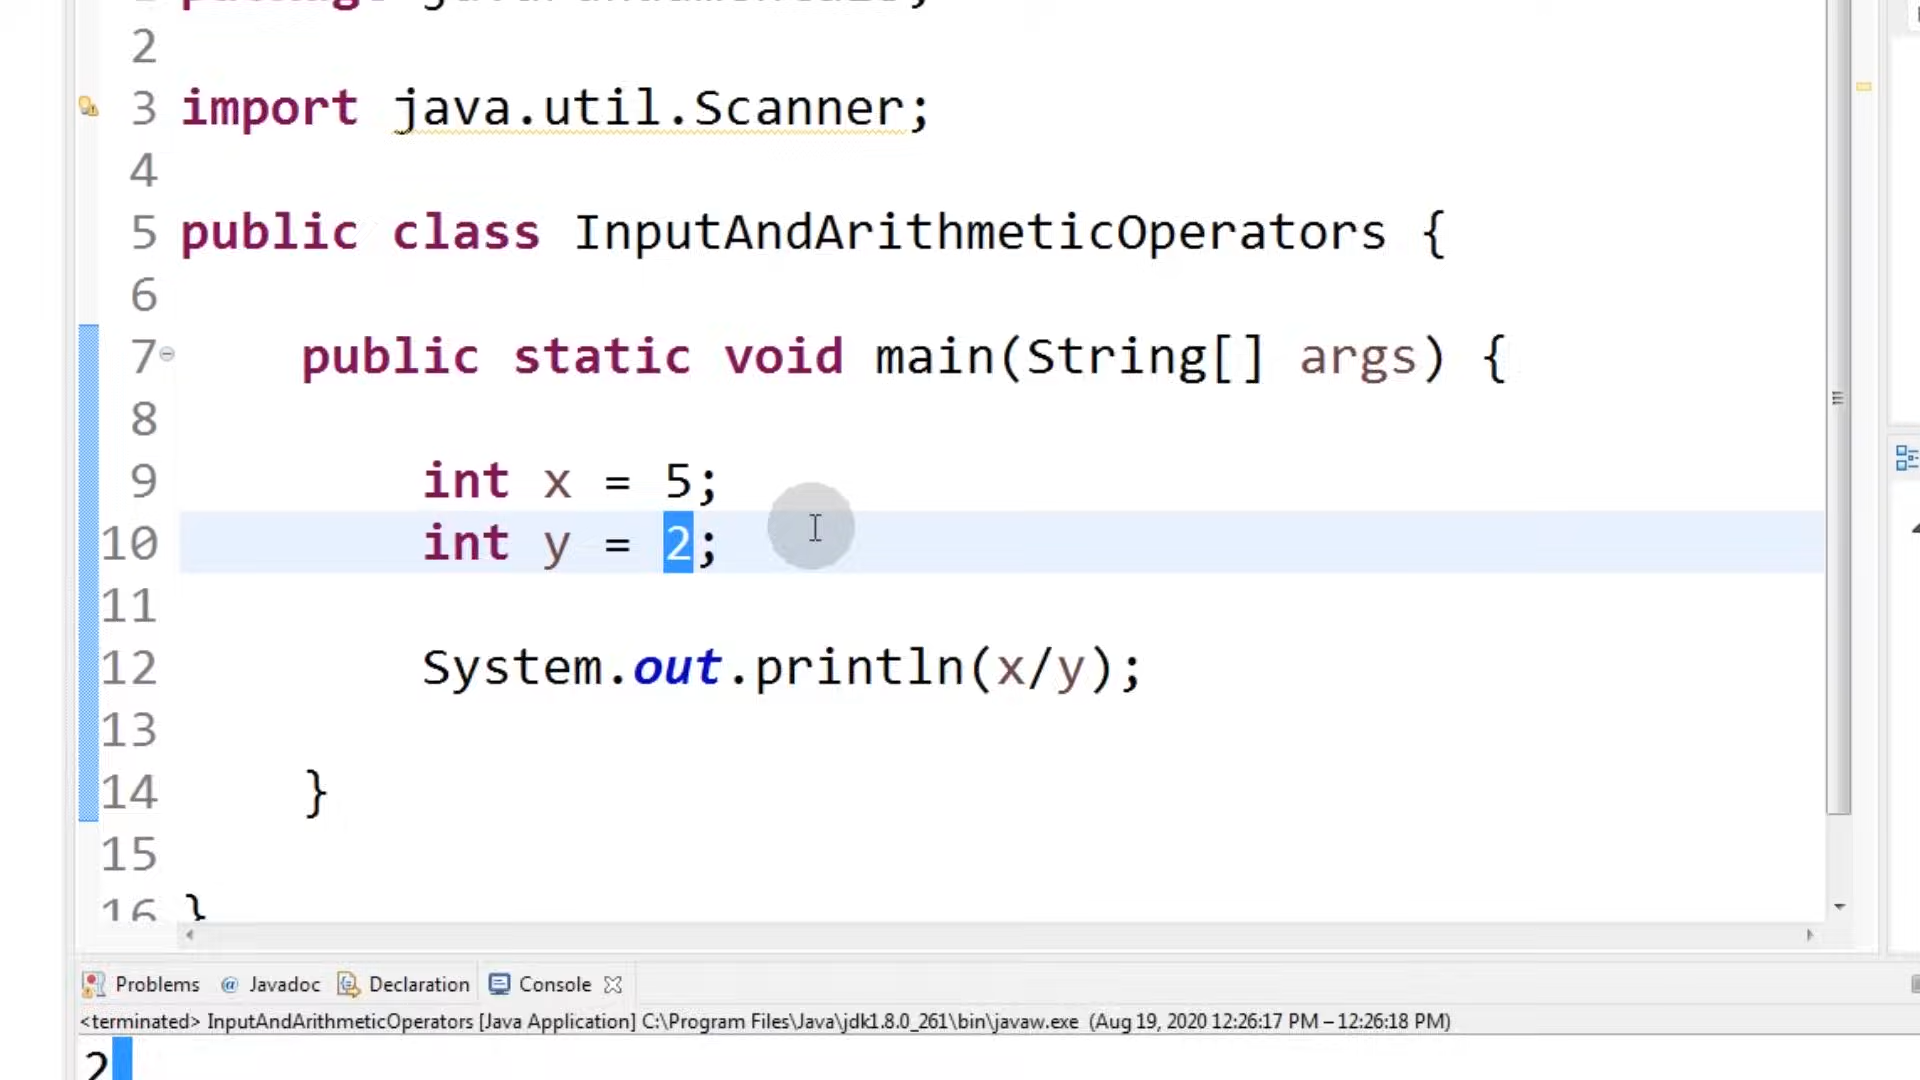 2
3 import java.util.Scanner;
4
5 public class InputAndArithmeticOperators {
6
7 public static void main(String[] args) {
8
9 int x = 5;
10 int y = 2;
11
12 System.out.println(x/y);
13
14 }
15
16 }
Problems @ Javadoc Declaration Console
<terminated> InputAndArithmeticOperators [Java Application] C:\Program Files\Java\jdk1.8.0_261\bin\javaw.exe (Aug 19, 2020 12:26:17 PM – 12:26:18 PM)
2